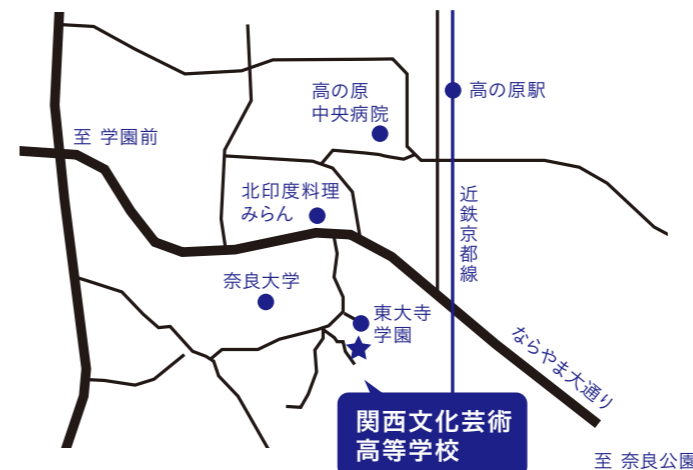 高の原
中央病院
高の原駅
至 学園前
北印度料理
みらん
近鉄京都線
奈良大学
東大寺
学園
ならやま大通り
関西文化芸術
高等学校
至 奈良公園